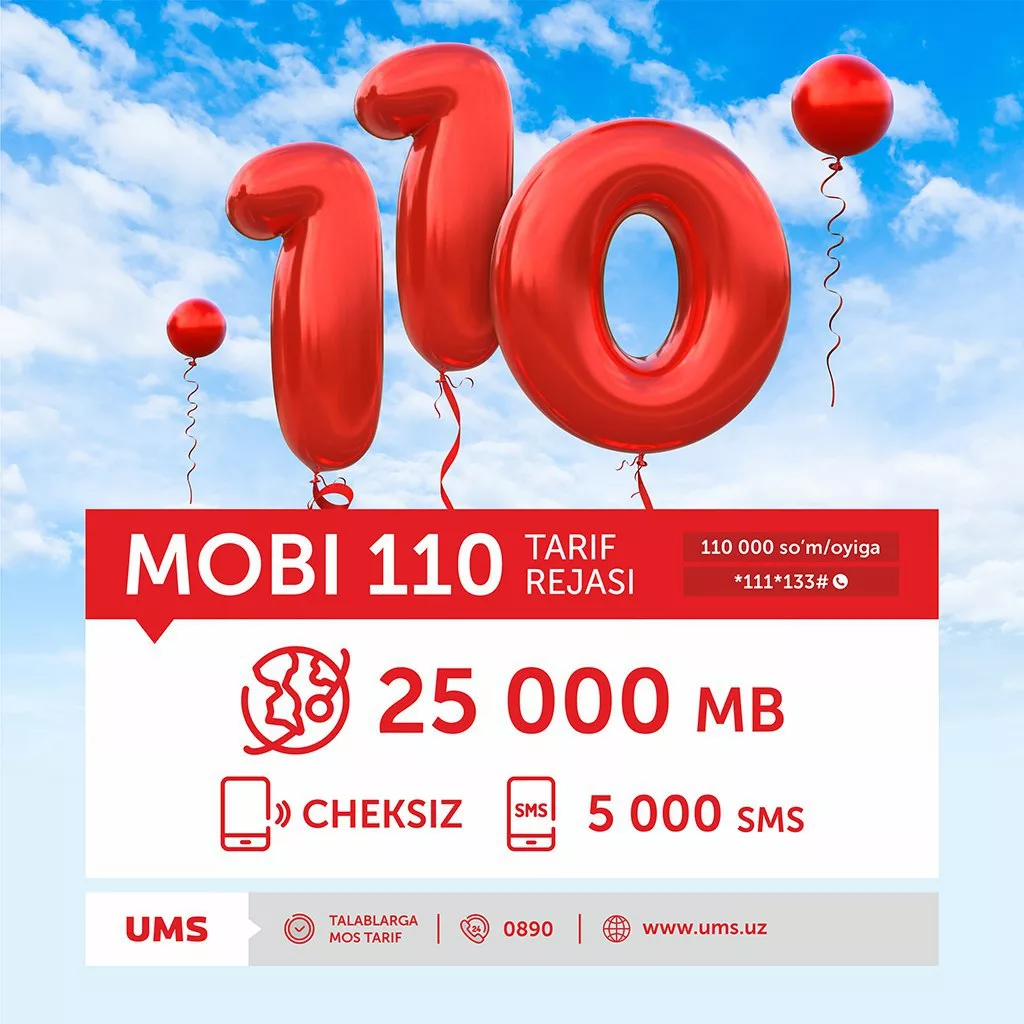 110
MOBI 110
TARIF
REJASI
110 000 so‘m/oyiga
*111*133#
25 000 MB
CHEKSIZ
SMS
5 000 SMS
UMS
TALABLARGA
MOS TARIF
24
0890
www.ums.uz